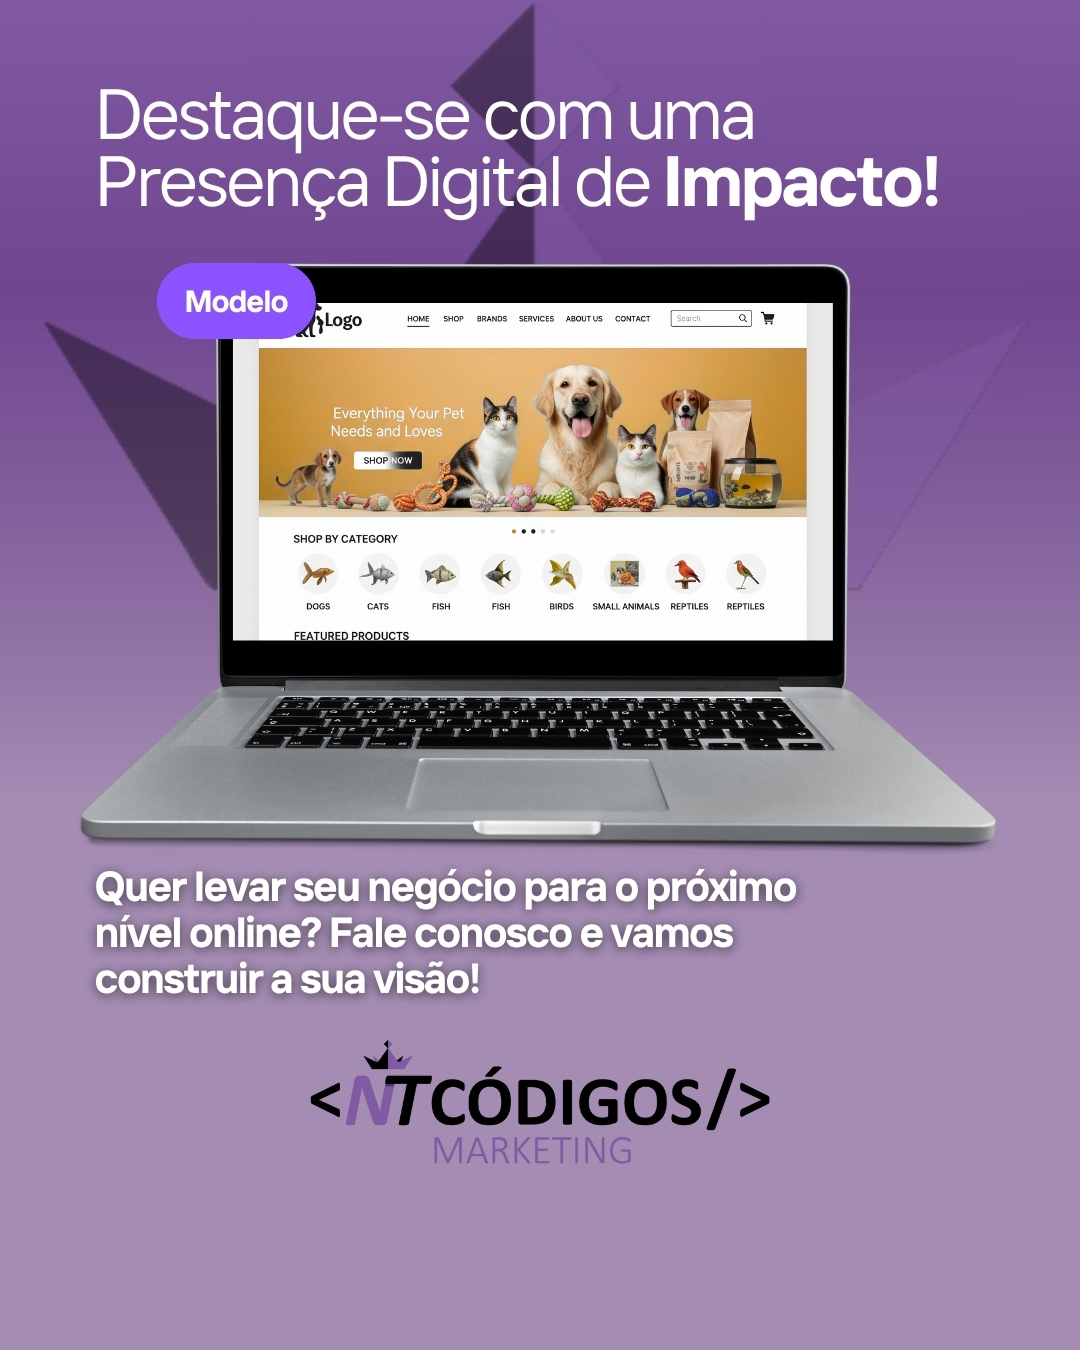 Destaque-se com uma
Presença Digital de Impacto!
Modelo
Logo
HOME SHOP BRANDS SERVICES ABOUT US CONTACT Search
Everything Your Pet
Needs and Loves
SHOP NOW
SHOP BY CATEGORY
DOGS CATS FISH FISH BIRDS SMALL ANIMALS REPTILES REPTILES
FEATURED PRODUCTS
Quer levar seu negócio para o próximo
nível online? Fale conosco e vamos
construir a sua visão!
<NTCÓDIGOS/>
MARKETING